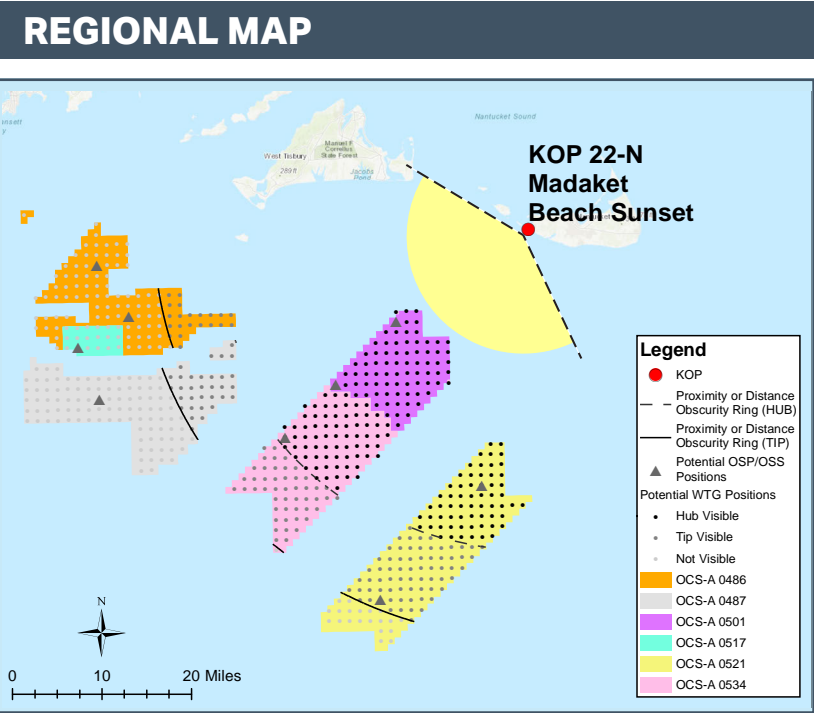 REGIONAL MAP
Nantucket Sound
Manuel F
Correllus
State Forest
West Tisbury
289 ft
Jacobs
Pond
KOP 22-N
Madaket
Beach Sunset
Legend
KOP
Proximity or Distance
Obscurity Ring (HUB)
Proximity or Distance
Obscurity Ring (TIP)
Potential OSP/OSS
Positions
Potential WTG Positions
Hub Visible
Tip Visible
Not Visible
OCS-A 0486
OCS-A 0487
OCS-A 0501
OCS-A 0517
OCS-A 0521
OCS-A 0534
N
0 10 20 Miles